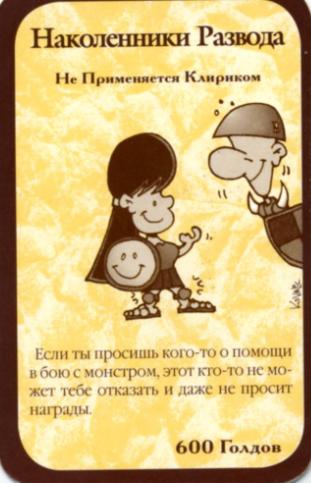 Наколенники Развода
Не Применяется Клириком
Если ты просишь кого-то о помощи
в бою с монстром, этот кто-то не мо-
жет тебе отказать и даже не просит
награды.
600 Голдов